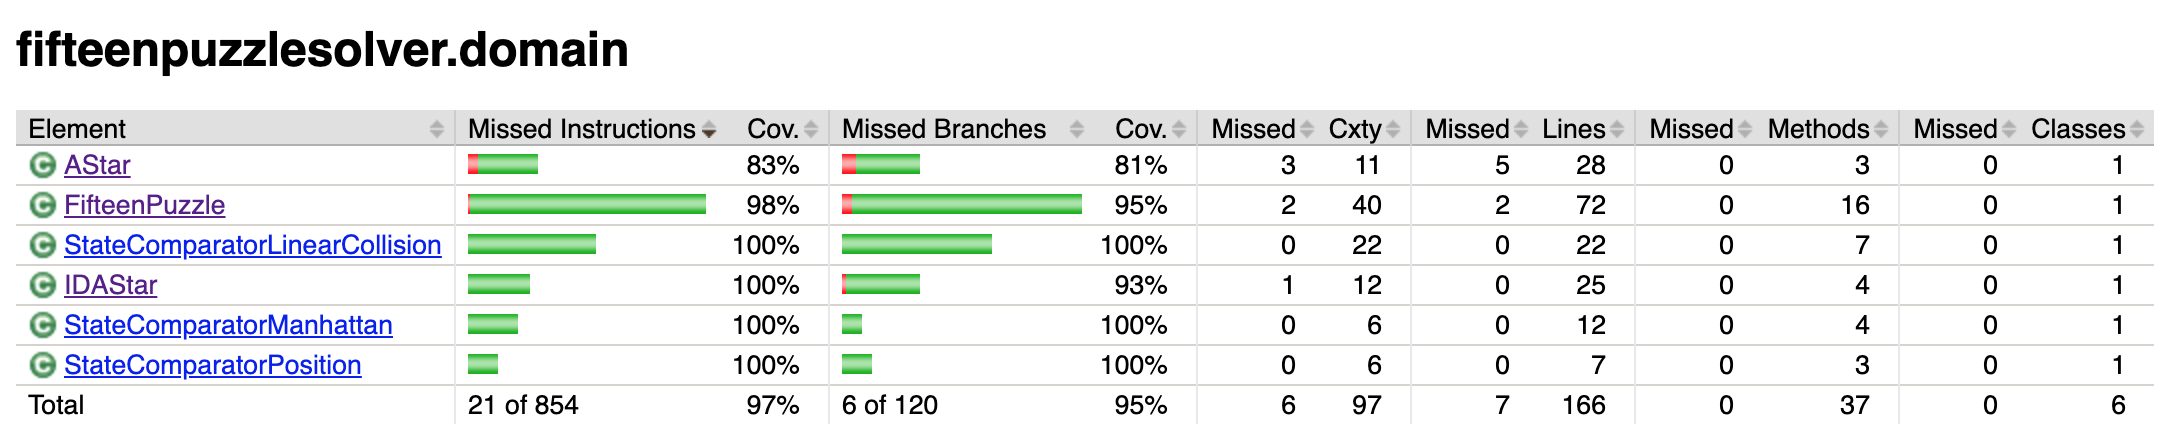 fifteenpuzzlesolver.domain
Element Missed Instructions Cov. Missed Branches Cov. Missed Cxty Missed Lines Missed Methods Missed Classes
C AStar 83% 81% 3 11 5 28 0 3 0 1
C FifteenPuzzle 98% 95% 2 40 2 72 0 16 0 1
C StateComparatorLinearCollision 100% 100% 0 22 0 22 0 7 0 1
C IDAStar 100% 93% 1 12 0 25 0 4 0 1
C StateComparatorManhattan 100% 100% 0 6 0 12 0 4 0 1
C StateComparatorPosition 100% 100% 0 6 0 7 0 3 0 1
Total 21 of 854 97% 6 of 120 95% 6 97 7 166 0 37 0 6